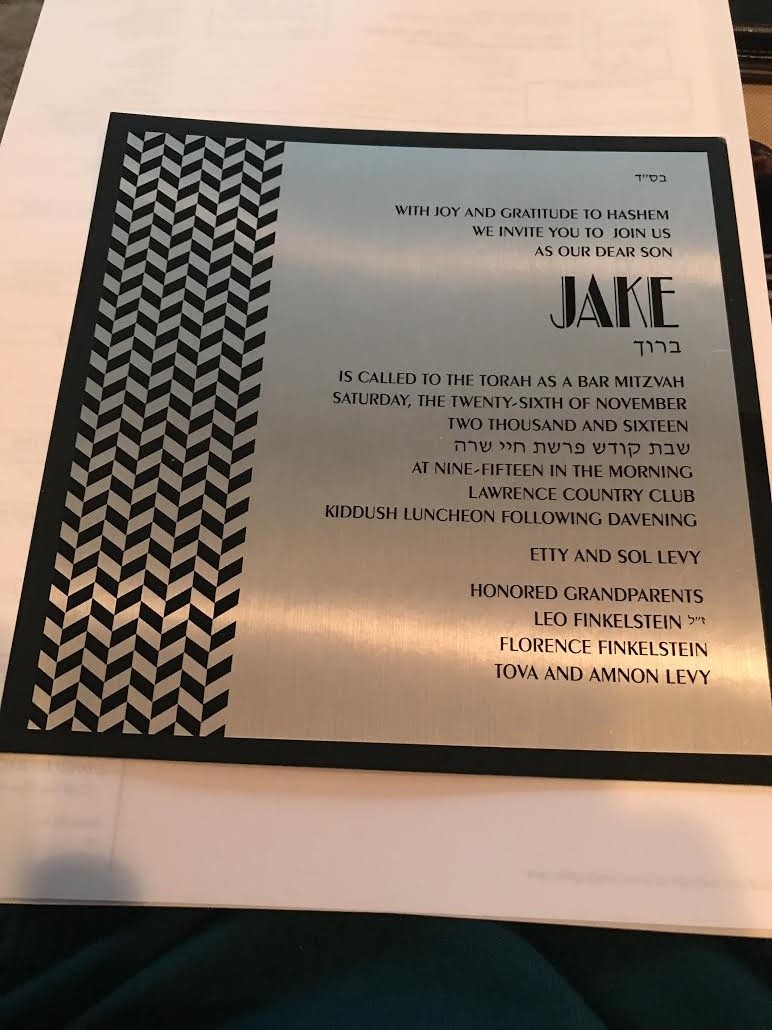 בס״ד
WITH JOY AND GRATITUDE TO HASHEM
WE INVITE YOU TO JOIN US
AS OUR DEAR SON
JAKE
ברוך
IS CALLED TO THE TORAH AS A BAR MITZVAH
SATURDAY, THE TWENTY-SIXTH OF NOVEMBER
TWO THOUSAND AND SIXTEEN
שבת קודש פרשת חיי שרה
AT NINE-FIFTEEN IN THE MORNING
LAWRENCE COUNTRY CLUB
KIDDUSH LUNCHEON FOLLOWING DAVENING
ETTY AND SOL LEVY
HONORED GRANDPARENTS
LEO FINKELSTEIN ז״ל
FLORENCE FINKELSTEIN
TOVA AND AMNON LEVY